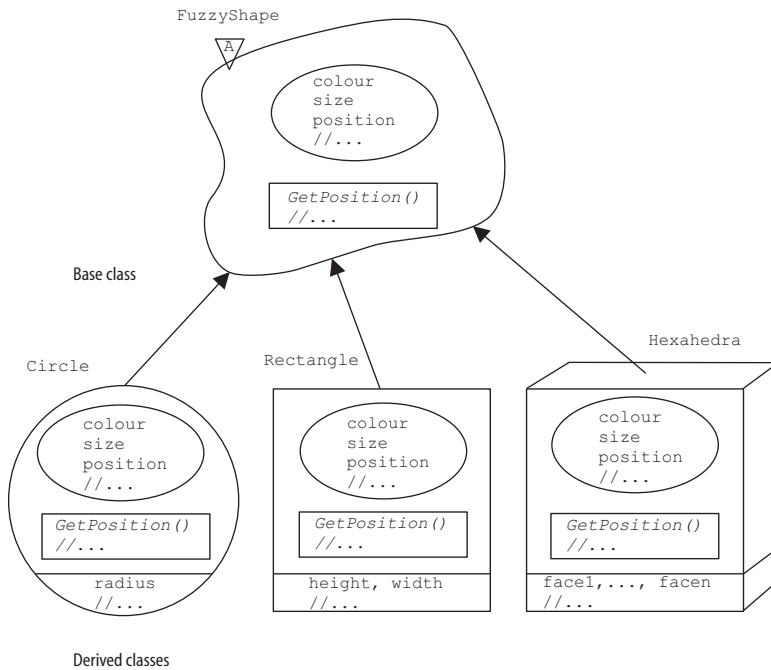 FuzzyShape
A
colour
size
position
//...
GetPosition()
//...
Base class
Circle
colour
size
position
//...
GetPosition()
//...
radius
//...
Rectangle
colour
size
position
//...
GetPosition()
//...
height, width
//...
Hexahedra
colour
size
position
//...
GetPosition()
//...
face1,..., facen
//...
Derived classes